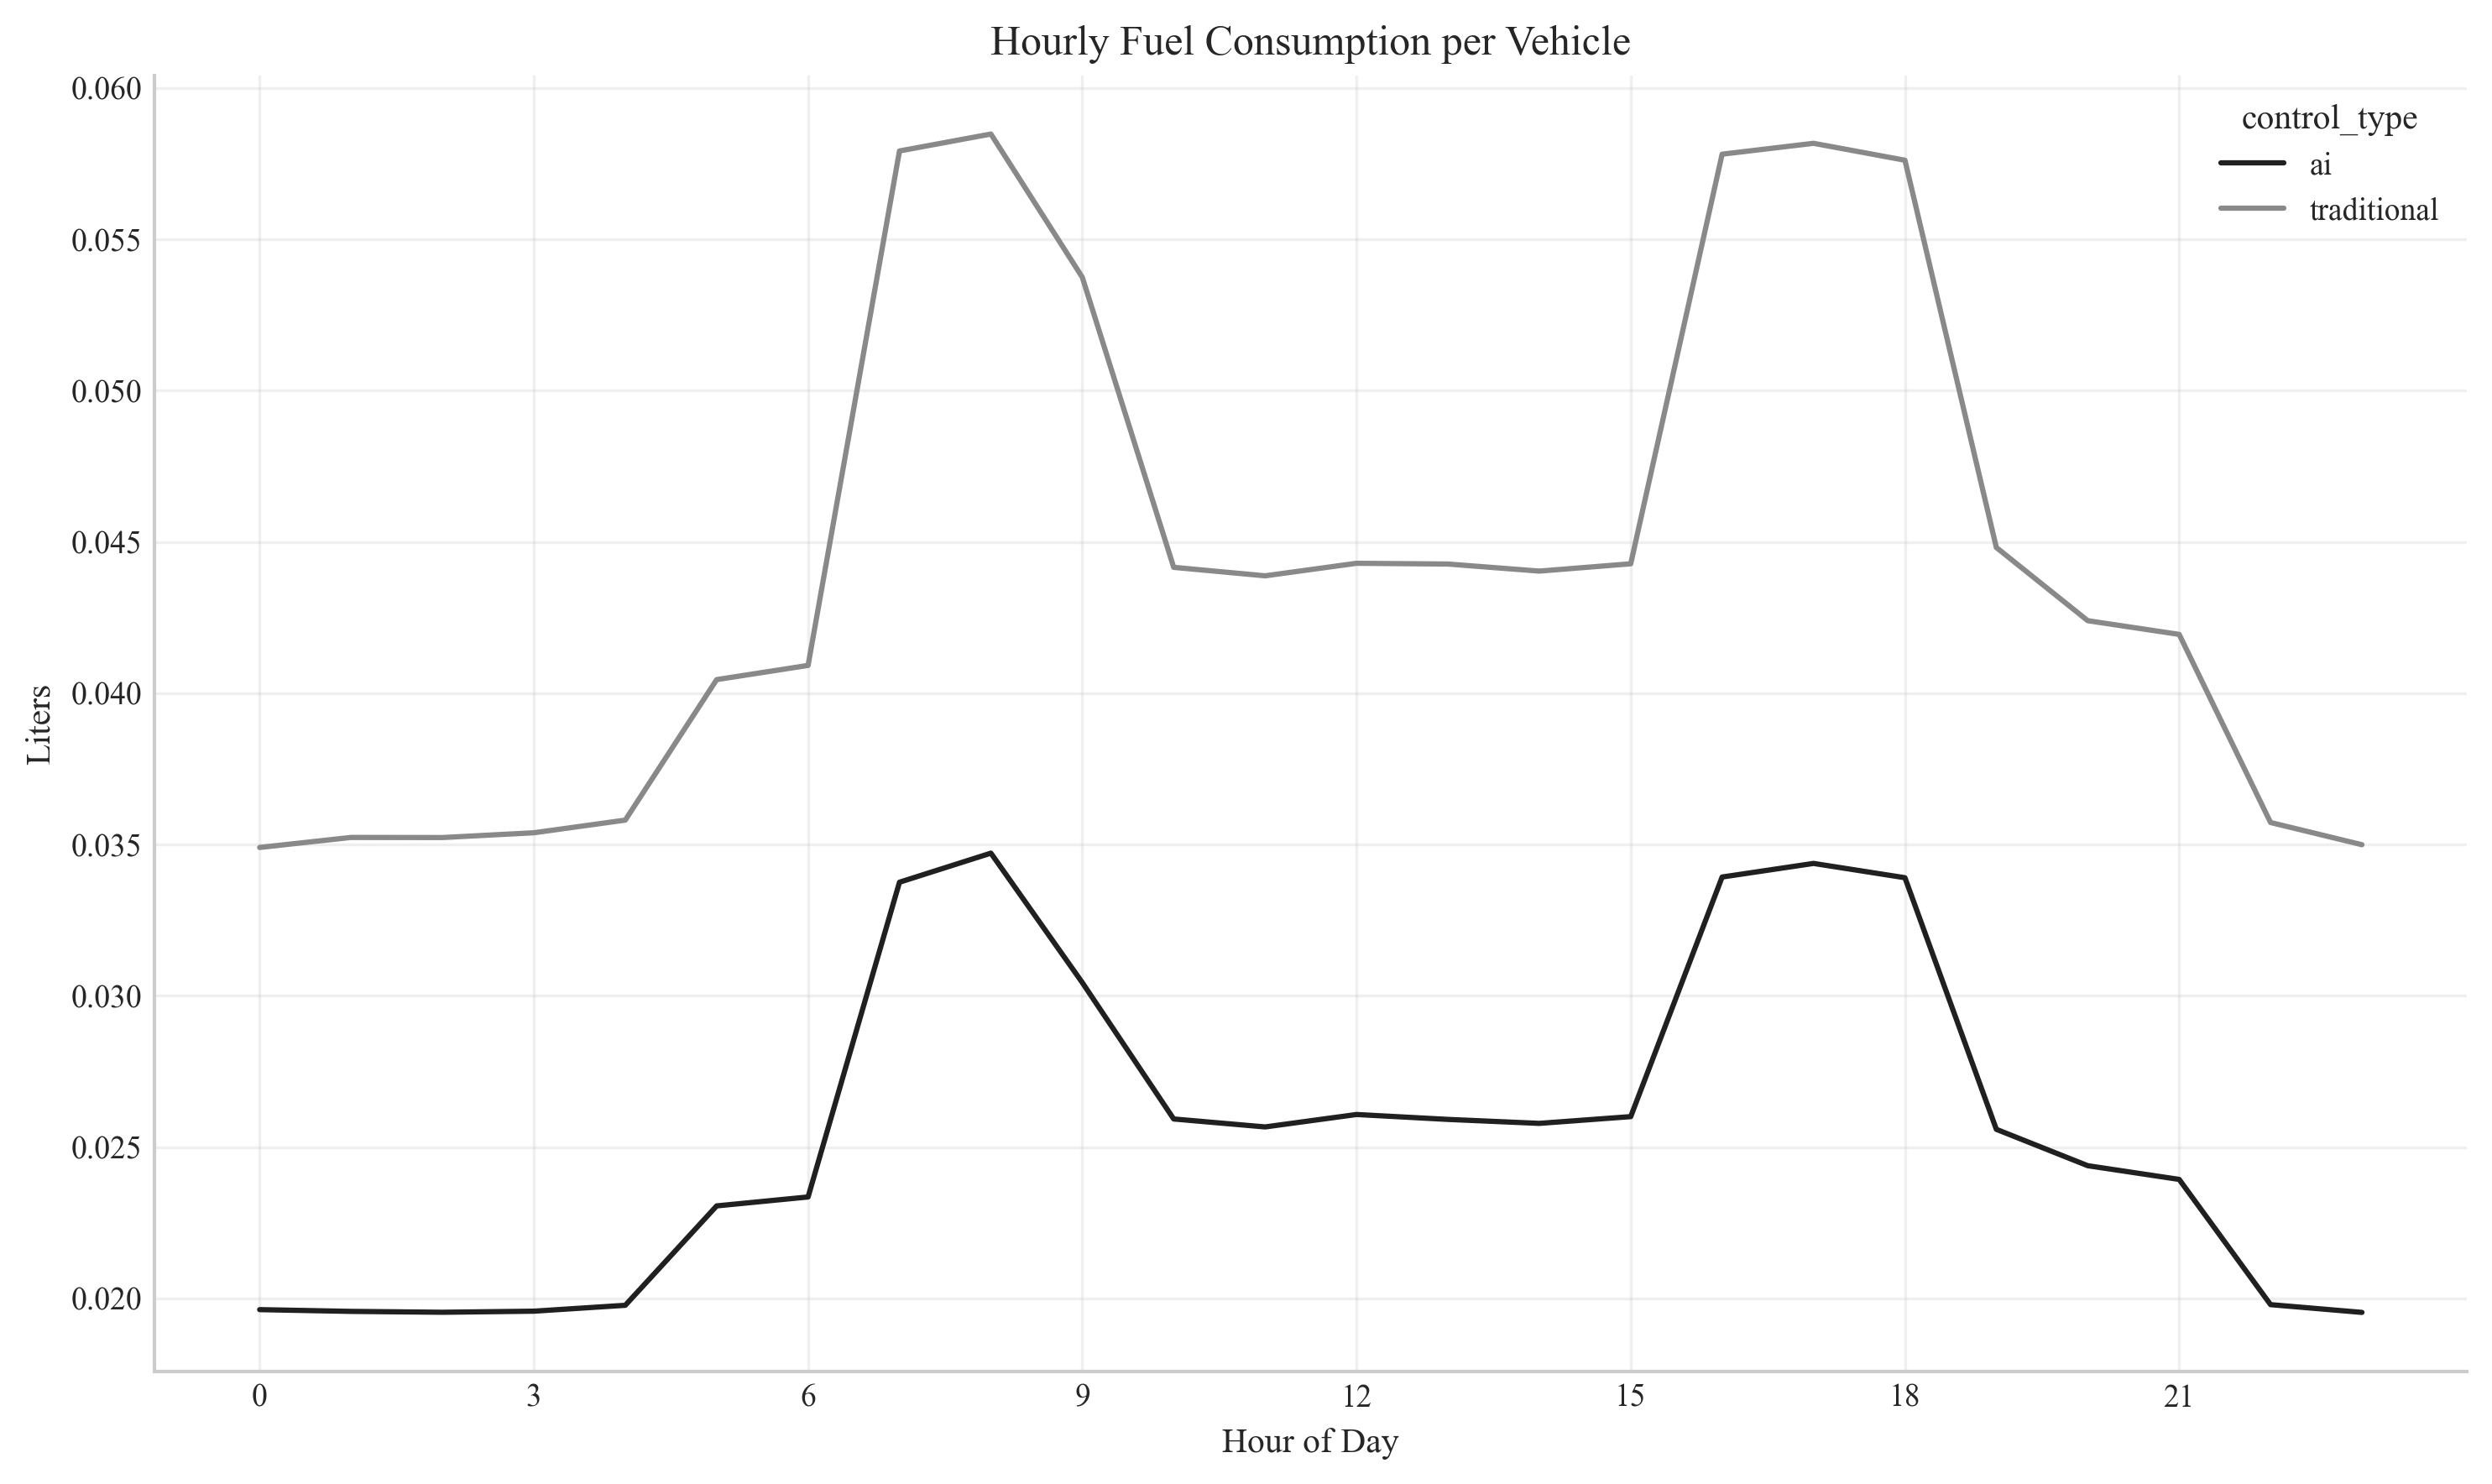 Hourly Fuel Consumption per Vehicle
control_type
ai
traditional
0.060
0.055
0.050
0.045
0.040
0.035
0.030
0.025
0.020
Liters
0
3
6
9
12
15
18
21
Hour of Day